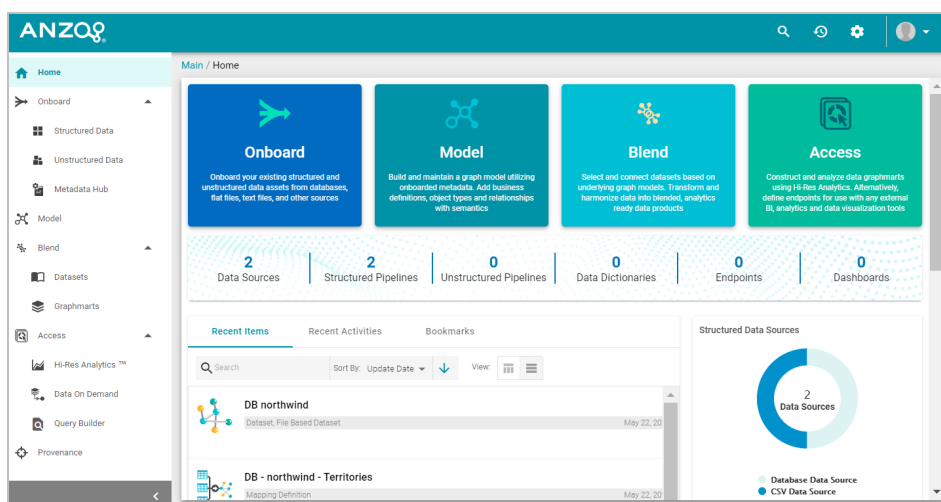 ANZO
Main / Home
Home
Onboard
Structured Data
Unstructured Data
Metadata Hub
Model
Blend
Datasets
Graphmarts
Access
Hi-Res Analytics ™
Data On Demand
Query Builder
Provenance
Onboard
Onboard your existing structured and
unstructured data assets from databases,
flat files, text files, and other sources
Model
Build and maintain a graph model utilizing
onboarded metadata. Add business
definitions, object types and relationships
with semantics
Blend
Select and connect datasets based on
underlying graph models. Transform and
harmonize data into blended, analytics
ready data products
Access
Construct and analyze data graphmarts
using Hi-Res Analytics. Alternatively,
define endpoints for use with any external
BI, analytics and data visualization tools
2
Data Sources
2
Structured Pipelines
0
Unstructured Pipelines
0
Data Dictionaries
0
Endpoints
0
Dashboards
Recent Items Recent Activities Bookmarks
Search Sort By: Update Date View:
DB northwind
Dataset, File Based Dataset May 22, 20
DB - northwind - Territories
Mapping Definition May 22, 20
Structured Data Sources
2
Data Sources
Database Data Source
CSV Data Source